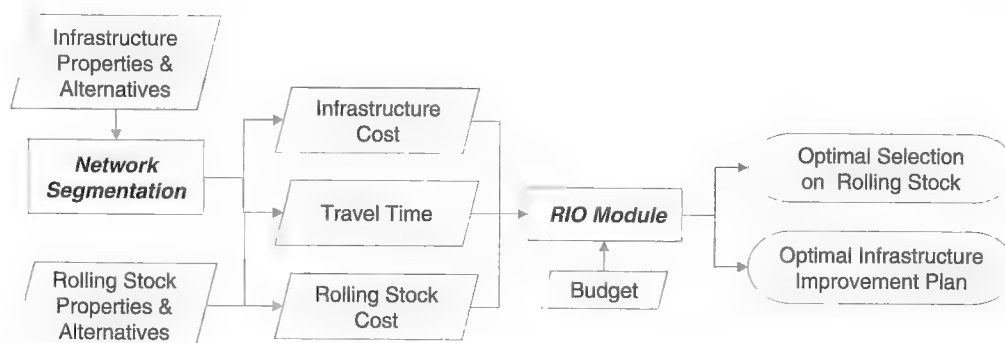 Infrastructure
Properties &
Alternatives
Network
Segmentation
Rolling Stock
Properties &
Alternatives
Infrastructure
Cost
Travel Time
Rolling Stock
Cost
RIO Module
Budget
Optimal Selection
on Rolling Stock
Optimal Infrastructure
Improvement Plan